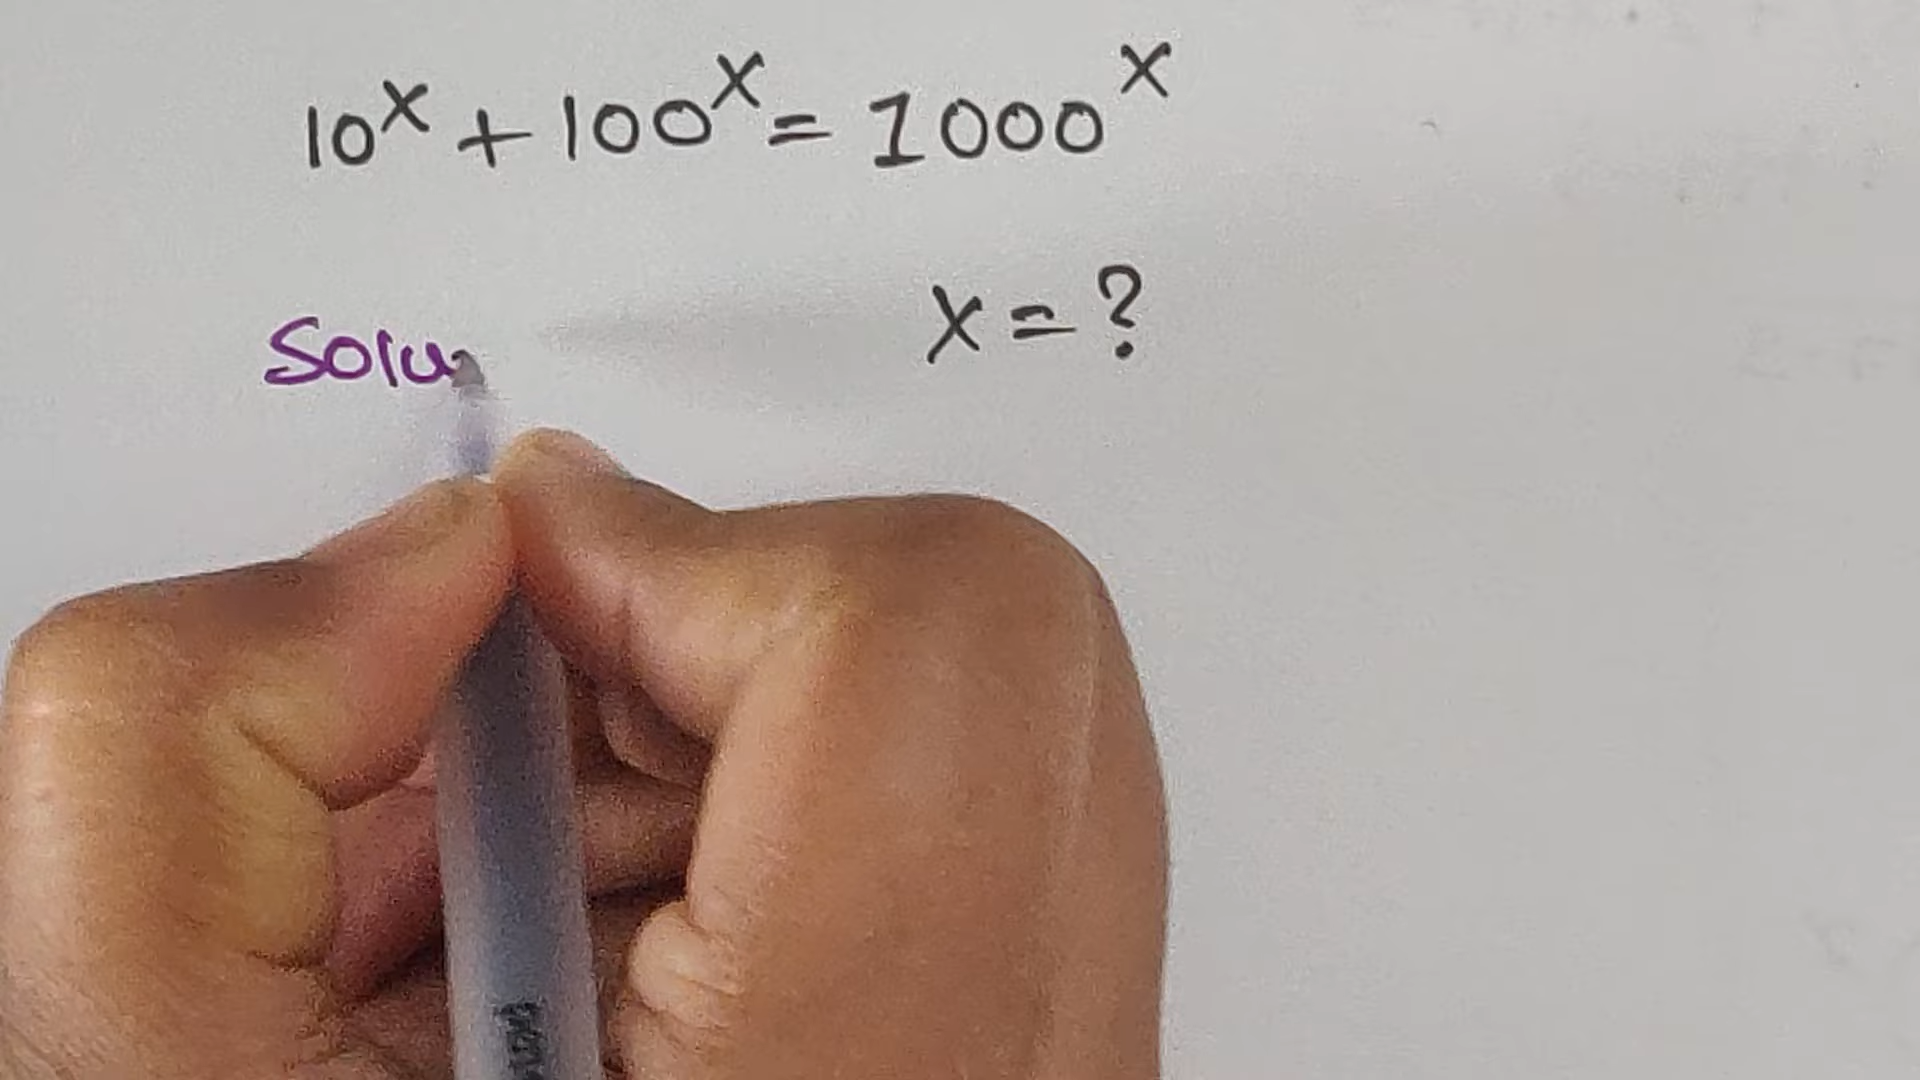 10^x + 100^x = 1000^x
x = ?
Solu